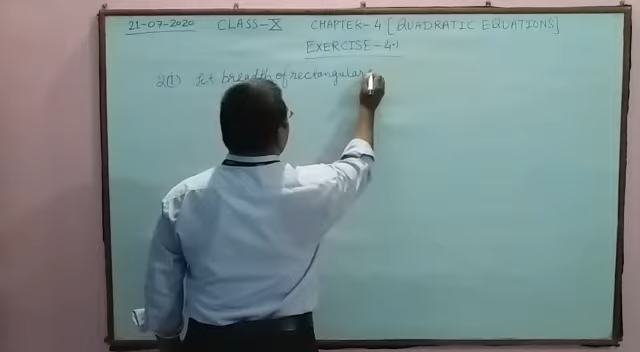 21-07-2020 CLASS-X CHAPTER-4 [QUADRATIC EQUATIONS]
EXERCISE-4.1
2(i) Let breadth of rectangular